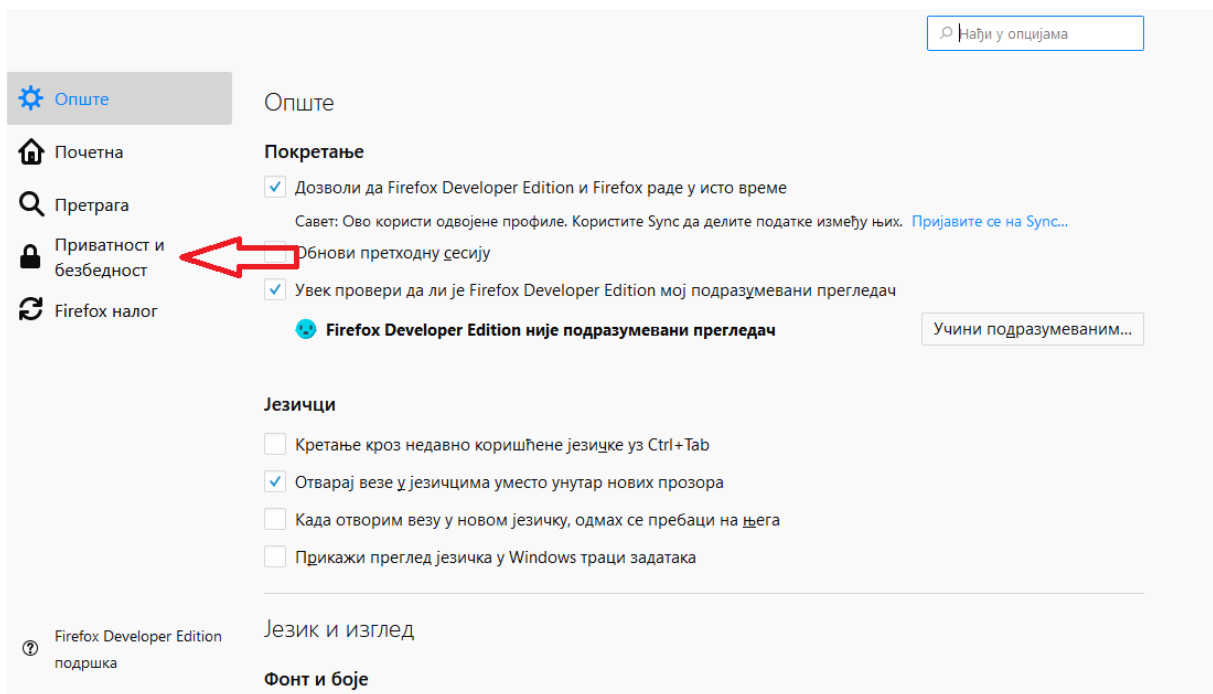 Нађи у опцијама
Опште
Почетна
Претрага
Приватност и
безбедност
Firefox налог
Firefox Developer Edition
подршка
Опште
Покретање
Дозволи да Firefox Developer Edition и Firefox раде у исто време
Савет: Ово користи одвојене профиле. Користите Sync да делите податке између њих. Пријавите се на Sync...
Обнови претходну сесију
Увек провери да ли је Firefox Developer Edition мој подразумевани прегледач
Firefox Developer Edition није подразумевани прегледач
Учини подразумеваним...
Језичци
Кретање кроз недавно коришћене језичке уз Ctrl+Tab
Отварај везе у језичцима уместо унутар нових прозора
Када отворим везу у новом језичку, одмах се пребаци на њега
Прикажи преглед језичка у Windows траци задатака
Језик и изглед
Фонт и боје